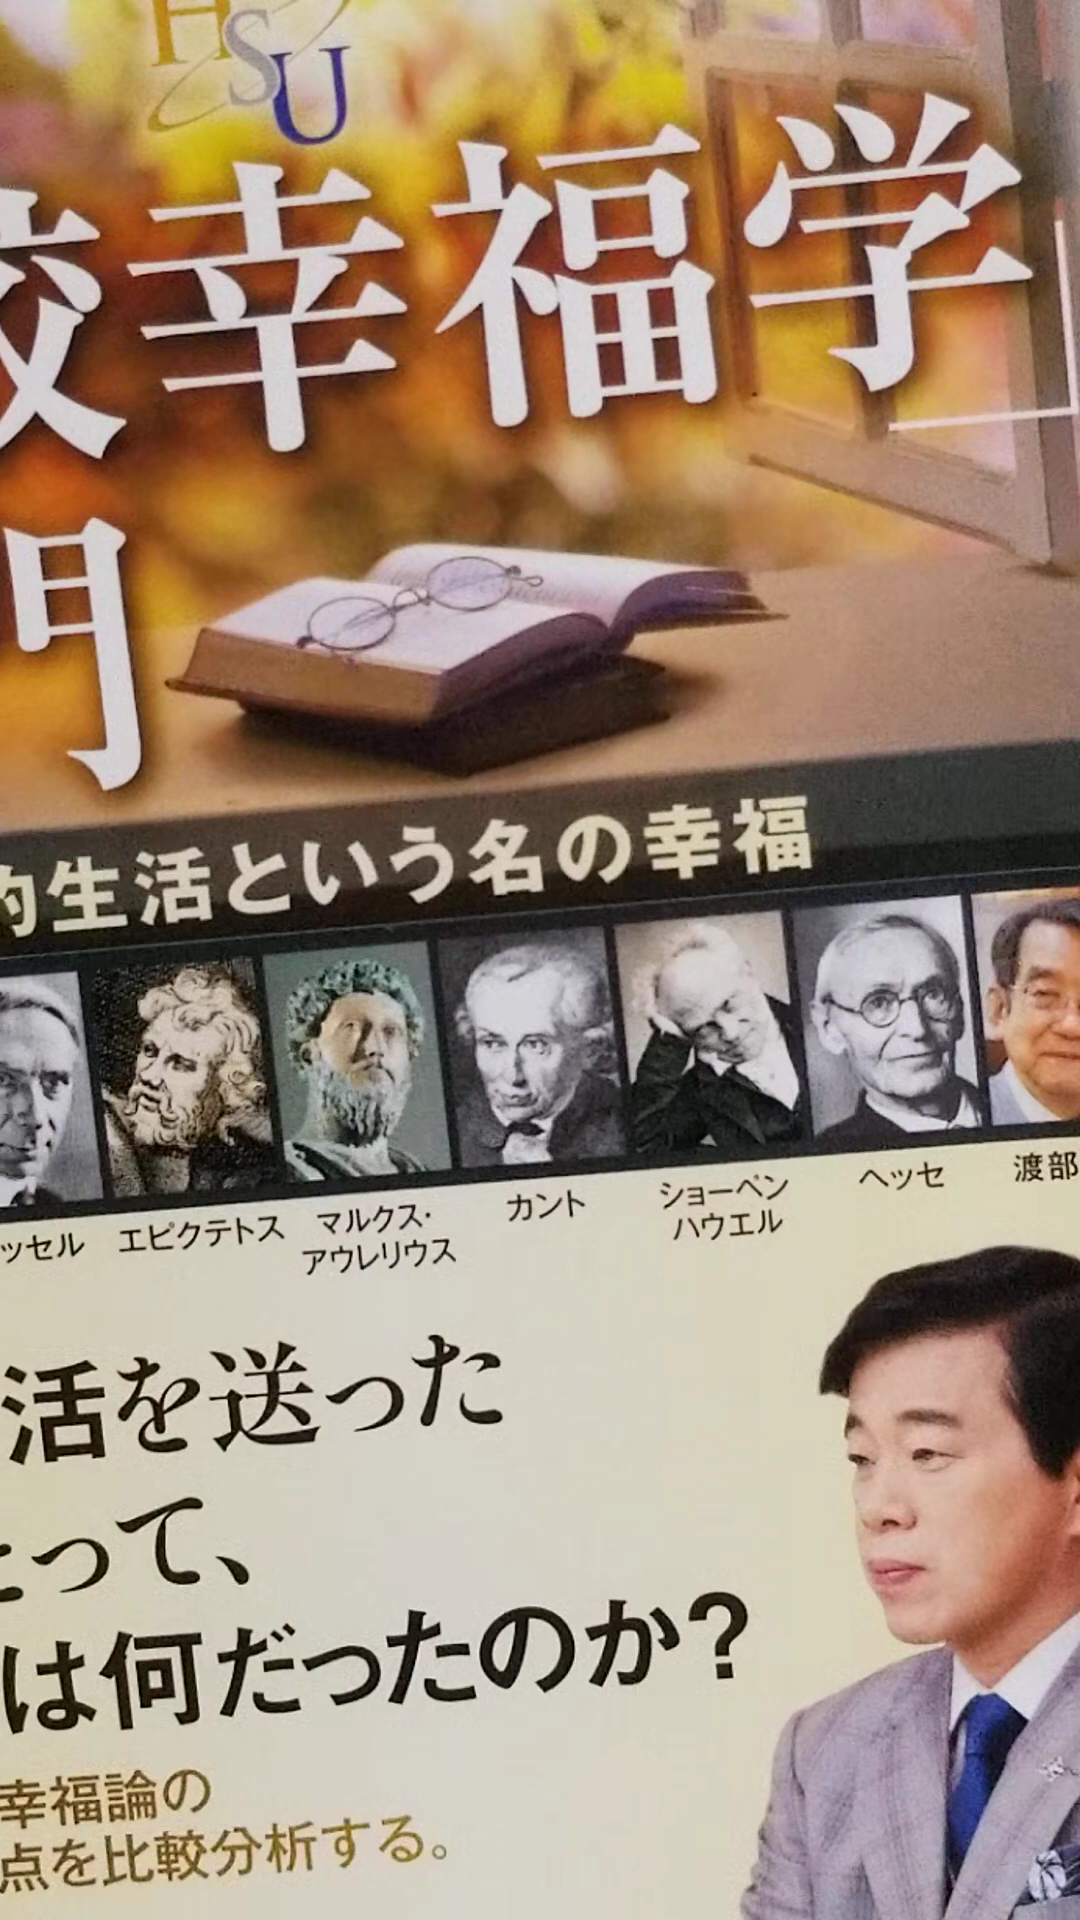 HSU
較幸福学」
門
的生活という名の幸福
ッセル
エピクテトス
マルクス・
アウレリウス
カント
ショーペン
ハウエル
ヘッセ
渡部
活を送った
とって、
は何だったのか?
幸福論の
点を比較分析する。